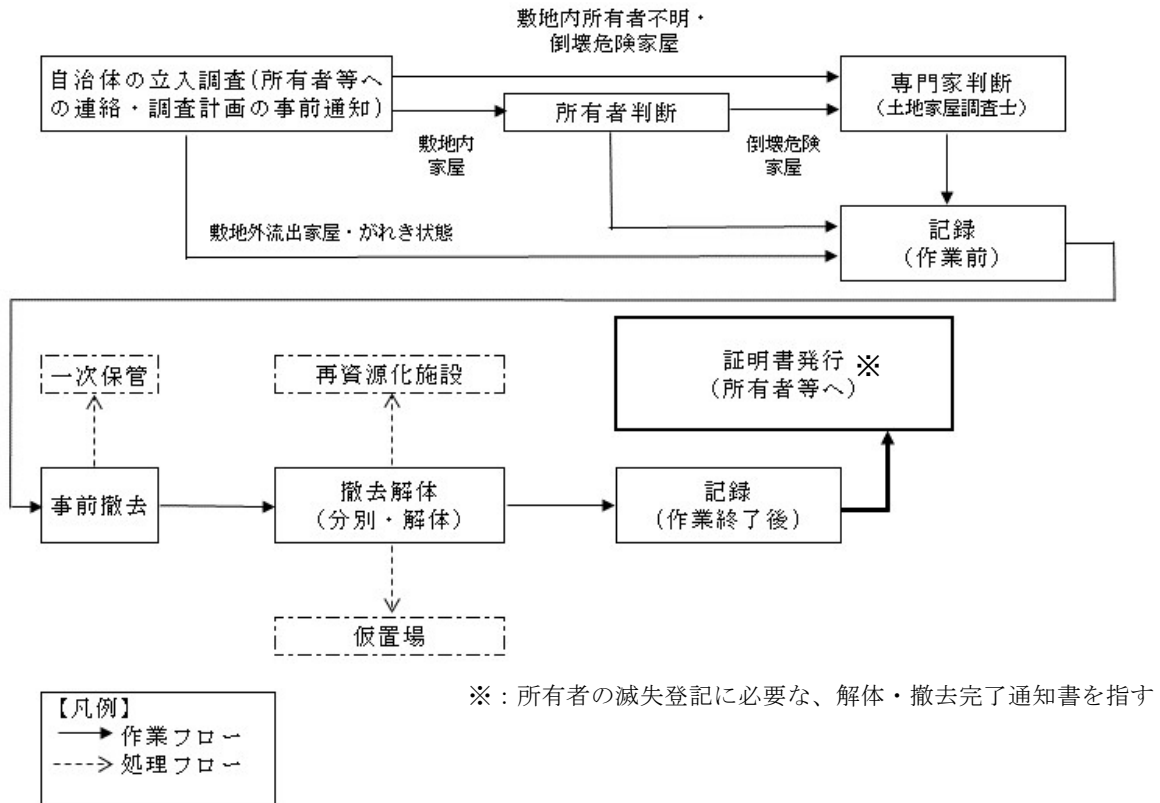 敷地内所有者不明・
倒壊危険家屋
自治体の立入調査(所有者等へ
の連絡・調査計画の事前通知)
所有者判断
専門家判断
(土地家屋調査士)
敷地内
家屋
倒壊危険
家屋
敷地外流出家屋・がれき状態
記録
(作業前)
一次保管
再資源化施設
証明書発行 ※
(所有者等へ)
事前撤去
撤去解体
(分別・解体)
記録
(作業終了後)
仮置場
※：所有者の滅失登記に必要な、解体・撤去完了通知書を指す
【凡例】
作業フロー
処理フロー